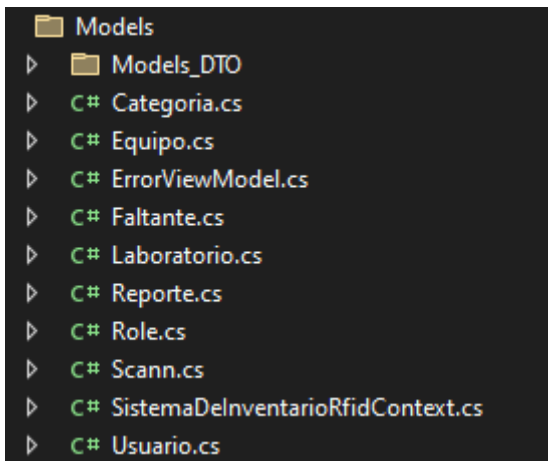 Models
Models_DTO
C# Categoria.cs
C# Equipo.cs
C# ErrorViewModel.cs
C# Faltante.cs
C# Laboratorio.cs
C# Reporte.cs
C# Role.cs
C# Scann.cs
C# SistemaDeInventarioRfidContext.cs
C# Usuario.cs